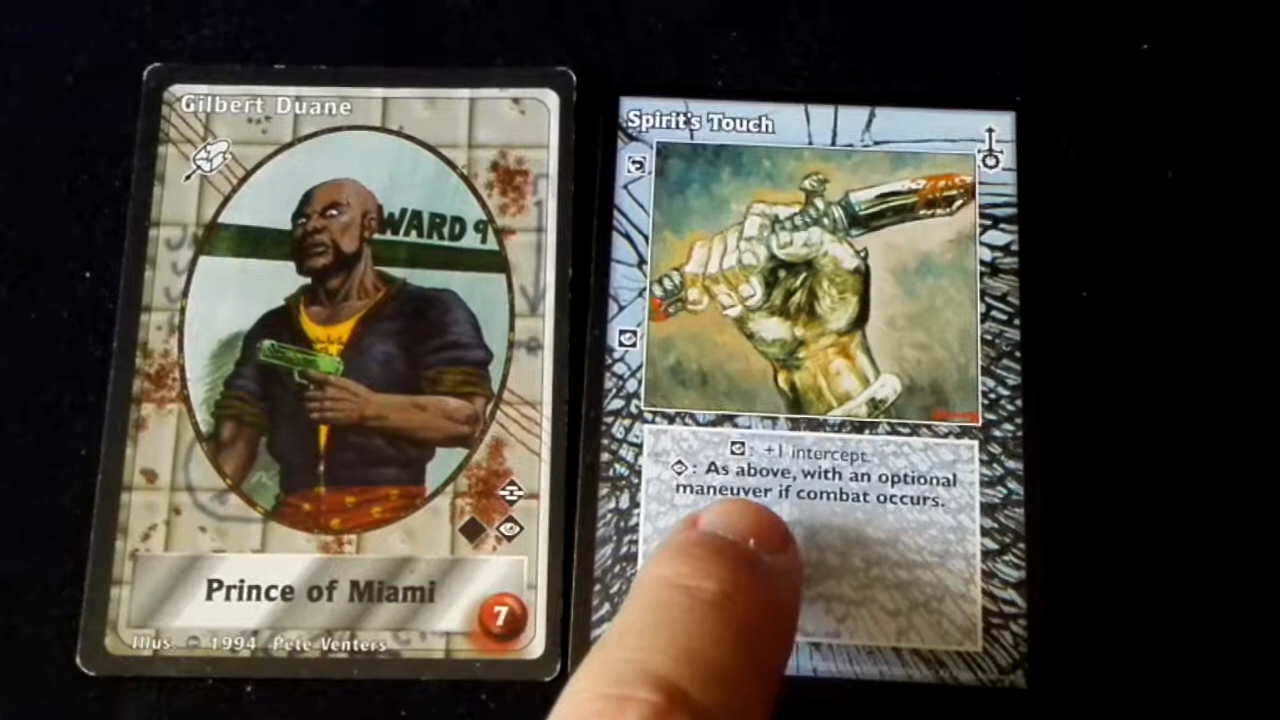 Gilbert Duane
WARD 9
Prince of Miami
7
Illus. © 1994 Pete Venters
Spirit's Touch
: +1 intercept.
: As above, with an optional
maneuver if combat occurs.